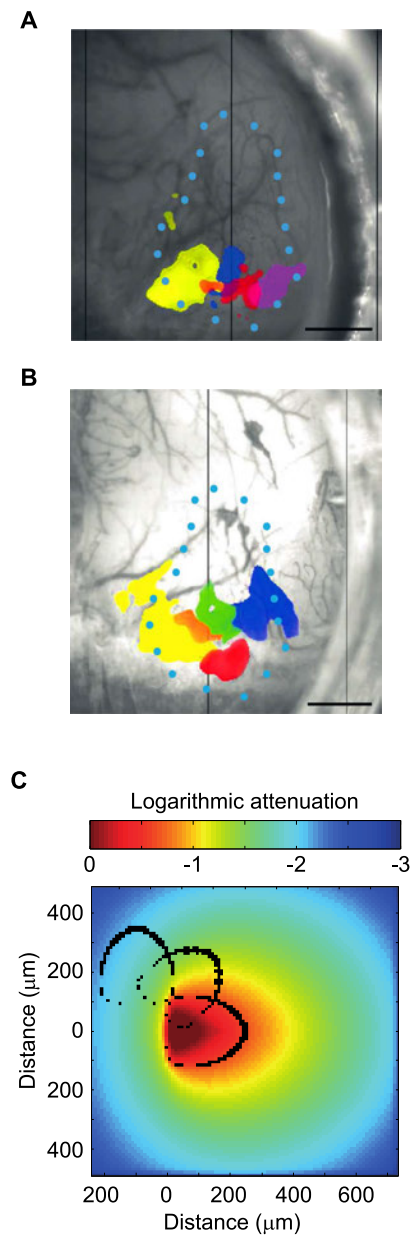 A
B
C
Logarithmic attenuation
0 -1 -2 -3
Distance (μm)
400
200
0
200
400
200 0 200 400 600
Distance (μm)